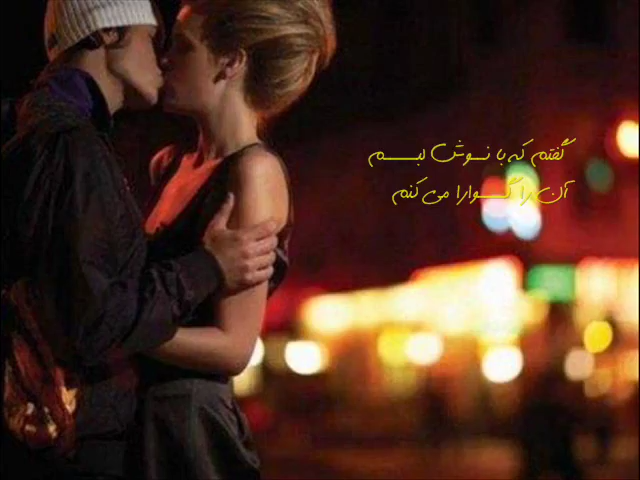 گفتم که با نوش لبم
آن را گوارا می کنم